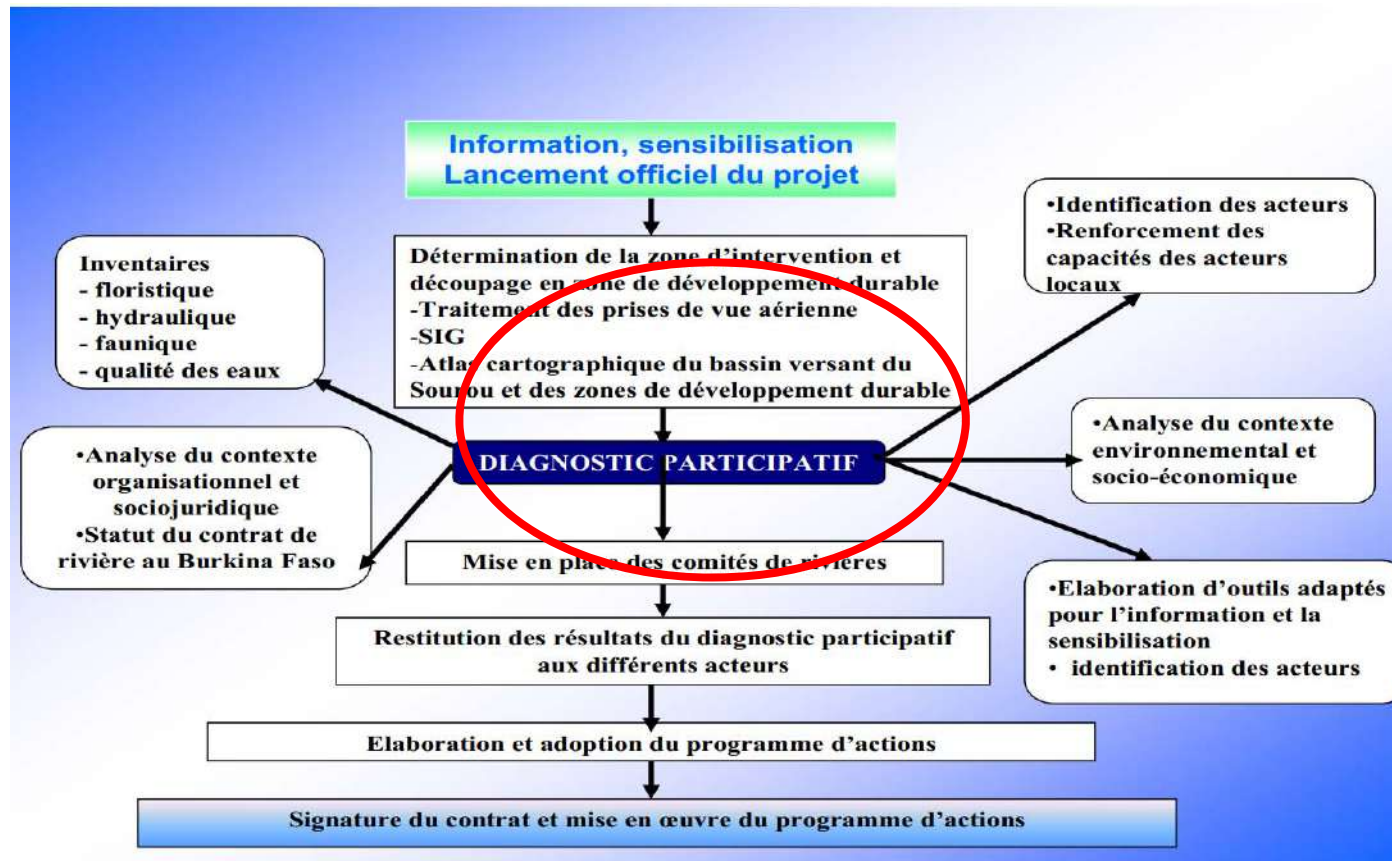 Information, sensibilisation
Lancement officiel du projet
Détermination de la zone d'intervention et
découpage en zone de développement durable
-Traitement des prises de vue aérienne
-SIG
-Atlas cartographique du bassin versant du
Sourou et des zones de développement durable
Inventaires
- floristique
- hydraulique
- faunique
- qualité des eaux
•Identification des acteurs
•Renforcement des
capacités des acteurs
locaux
DIAGNOSTIC PARTICIPATIF
•Analyse du contexte
organisationnel et
sociojuridique
•Statut du contrat de
rivière au Burkina Faso
•Analyse du contexte
environnemental et
socio-économique
Mise en place des comités de rivières
•Elaboration d'outils adaptés
pour l'information et la
sensibilisation
• identification des acteurs
Restitution des résultats du diagnostic participatif
aux différents acteurs
Elaboration et adoption du programme d'actions
Signature du contrat et mise en œuvre du programme d'actions